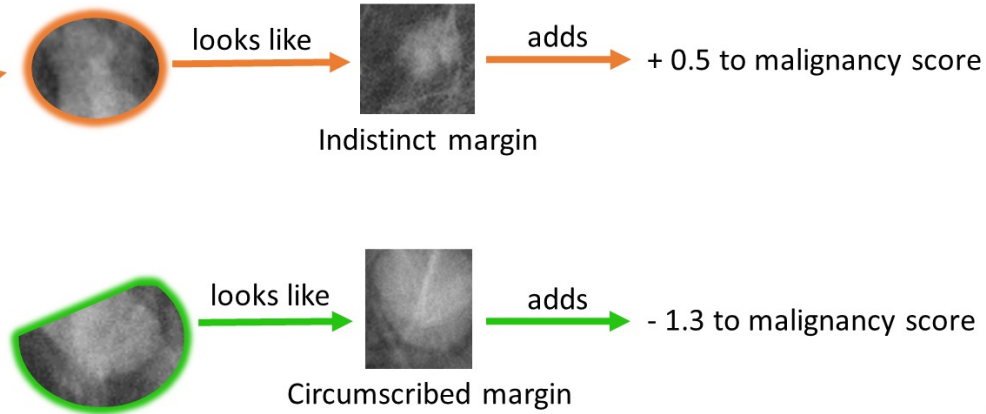 looks like
adds
+ 0.5 to malignancy score
Indistinct margin
looks like
adds
- 1.3 to malignancy score
Circumscribed margin